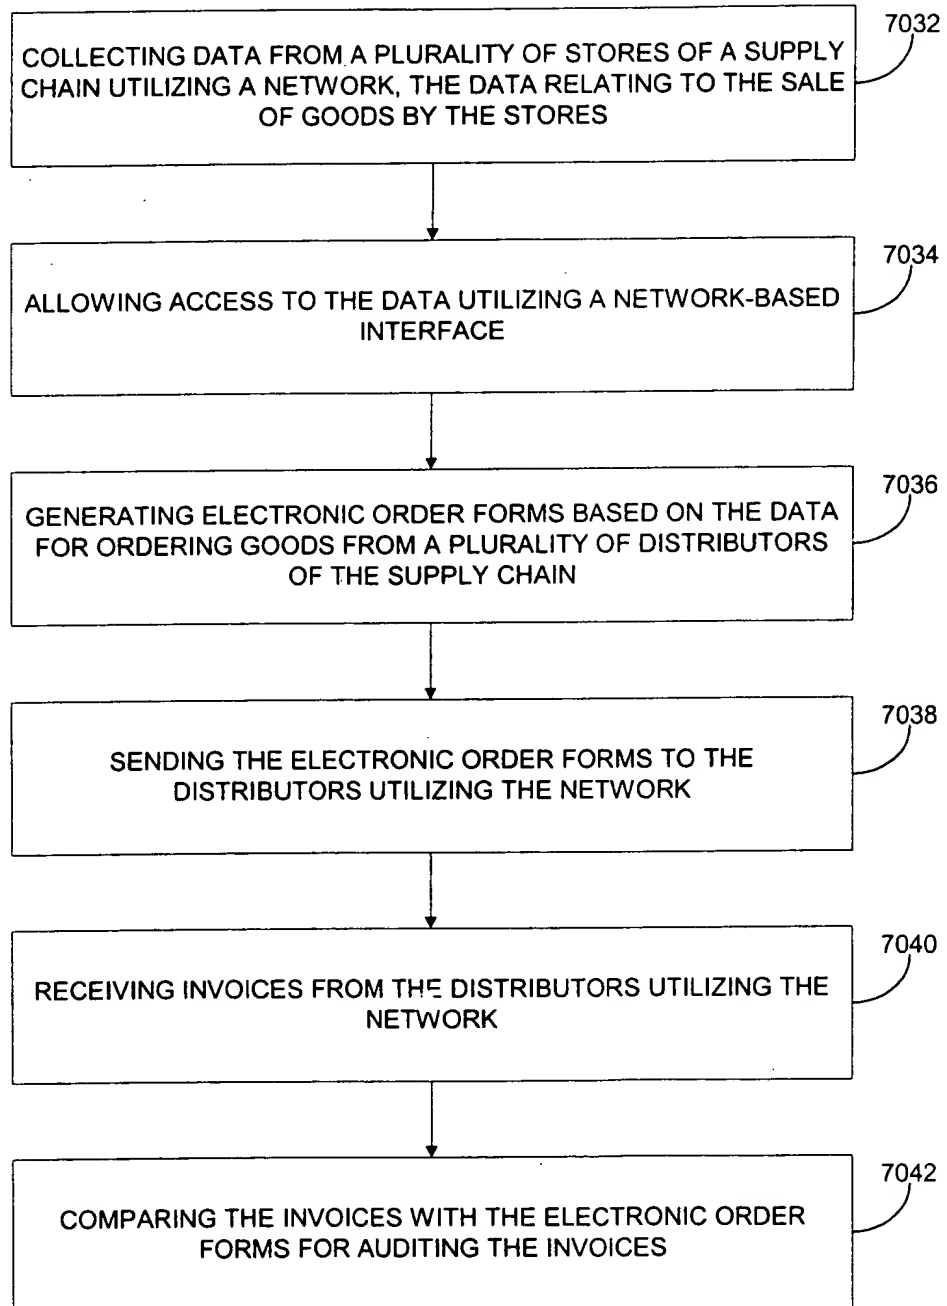 7032
COLLECTING DATA FROM A PLURALITY OF STORES OF A SUPPLY
CHAIN UTILIZING A NETWORK, THE DATA RELATING TO THE SALE
OF GOODS BY THE STORES
7034
ALLOWING ACCESS TO THE DATA UTILIZING A NETWORK-BASED
INTERFACE
7036
GENERATING ELECTRONIC ORDER FORMS BASED ON THE DATA
FOR ORDERING GOODS FROM A PLURALITY OF DISTRIBUTORS
OF THE SUPPLY CHAIN
7038
SENDING THE ELECTRONIC ORDER FORMS TO THE
DISTRIBUTORS UTILIZING THE NETWORK
7040
RECEIVING INVOICES FROM THE DISTRIBUTORS UTILIZING THE
NETWORK
7042
COMPARING THE INVOICES WITH THE ELECTRONIC ORDER
FORMS FOR AUDITING THE INVOICES